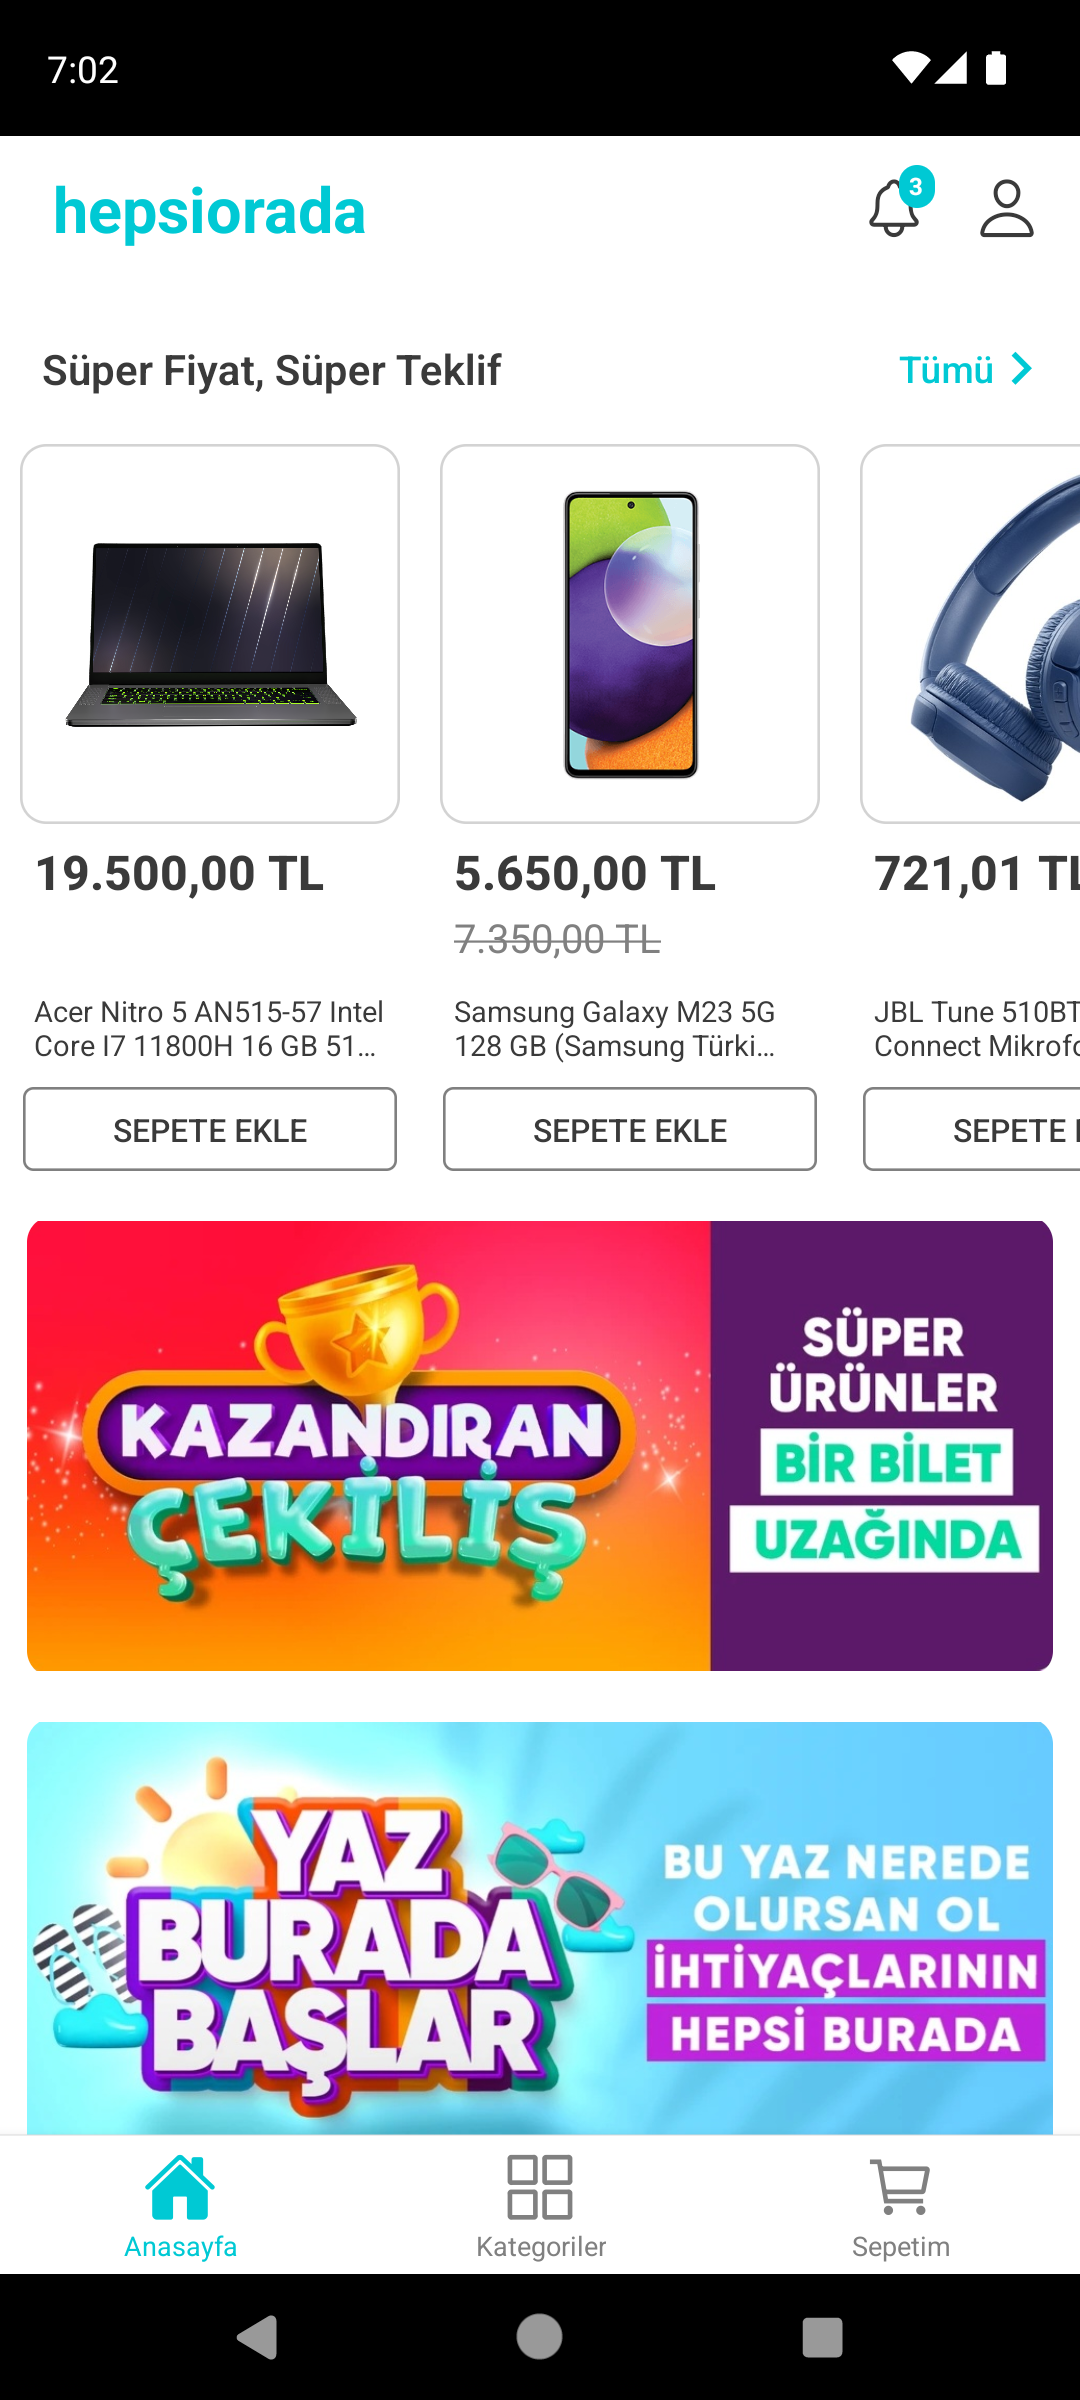 7:02
hepsiorada
3
Süper Fiyat, Süper Teklif
Tümü
19.500,00 TL
Acer Nitro 5 AN515-57 Intel
Core I7 11800H 16 GB 51...
SEPETE EKLE
5.650,00 TL
7.350,00 TL
Samsung Galaxy M23 5G
128 GB (Samsung Türki...
SEPETE EKLE
721,01 TL
JBL Tune 510BT
Connect Mikrofo
SEPETE
KAZANDIRAN
ÇEKİLİŞ
SÜPER
ÜRÜNLER
BİR BİLET
UZAĞINDA
YAZ
BURADA
BAŞLAR
BU YAZ NEREDE
OLURSAN OL
İHTİYAÇLARININ
HEPSİ BURADA
Anasayfa
Kategoriler
Sepetim